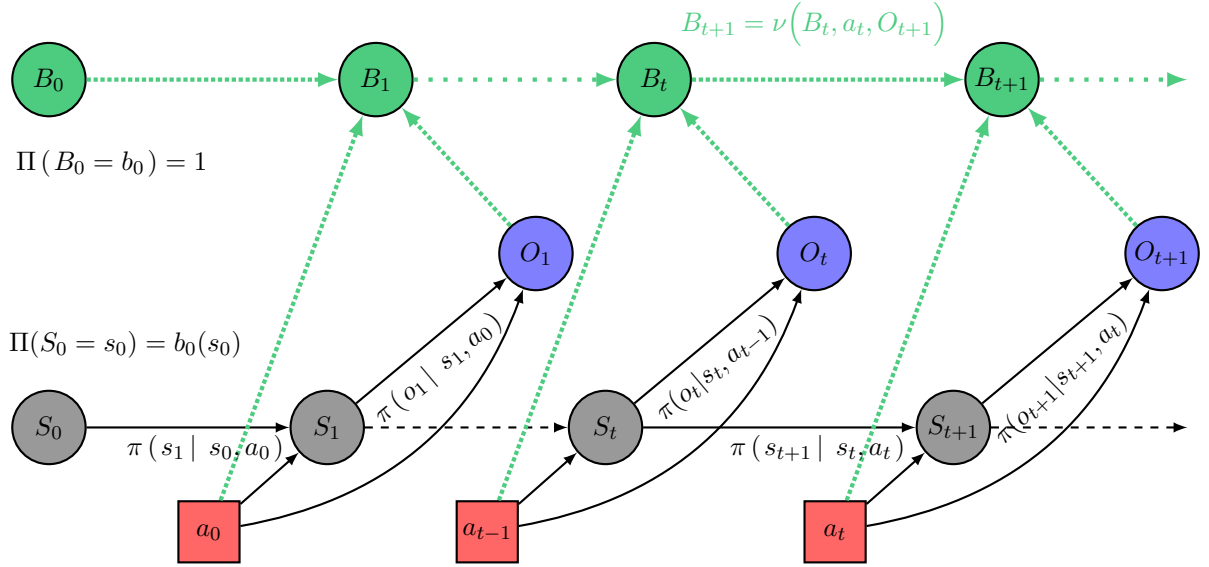 B_{t+1} = ν(B_t, a_t, O_{t+1})
B_0
B_1
B_t
B_{t+1}
Π(B_0 = b_0) = 1
O_1
O_t
O_{t+1}
Π(S_0 = s_0) = b_0(s_0)
π(o_1 | s_1, a_0)
π(o_t|s_t, a_{t−1})
π(o_{t+1}|s_{t+1}, a_t)
S_0
S_1
S_t
S_{t+1}
π(s_1 | s_0, a_0)
π(s_{t+1} | s_t, a_t)
a_0
a_{t−1}
a_t